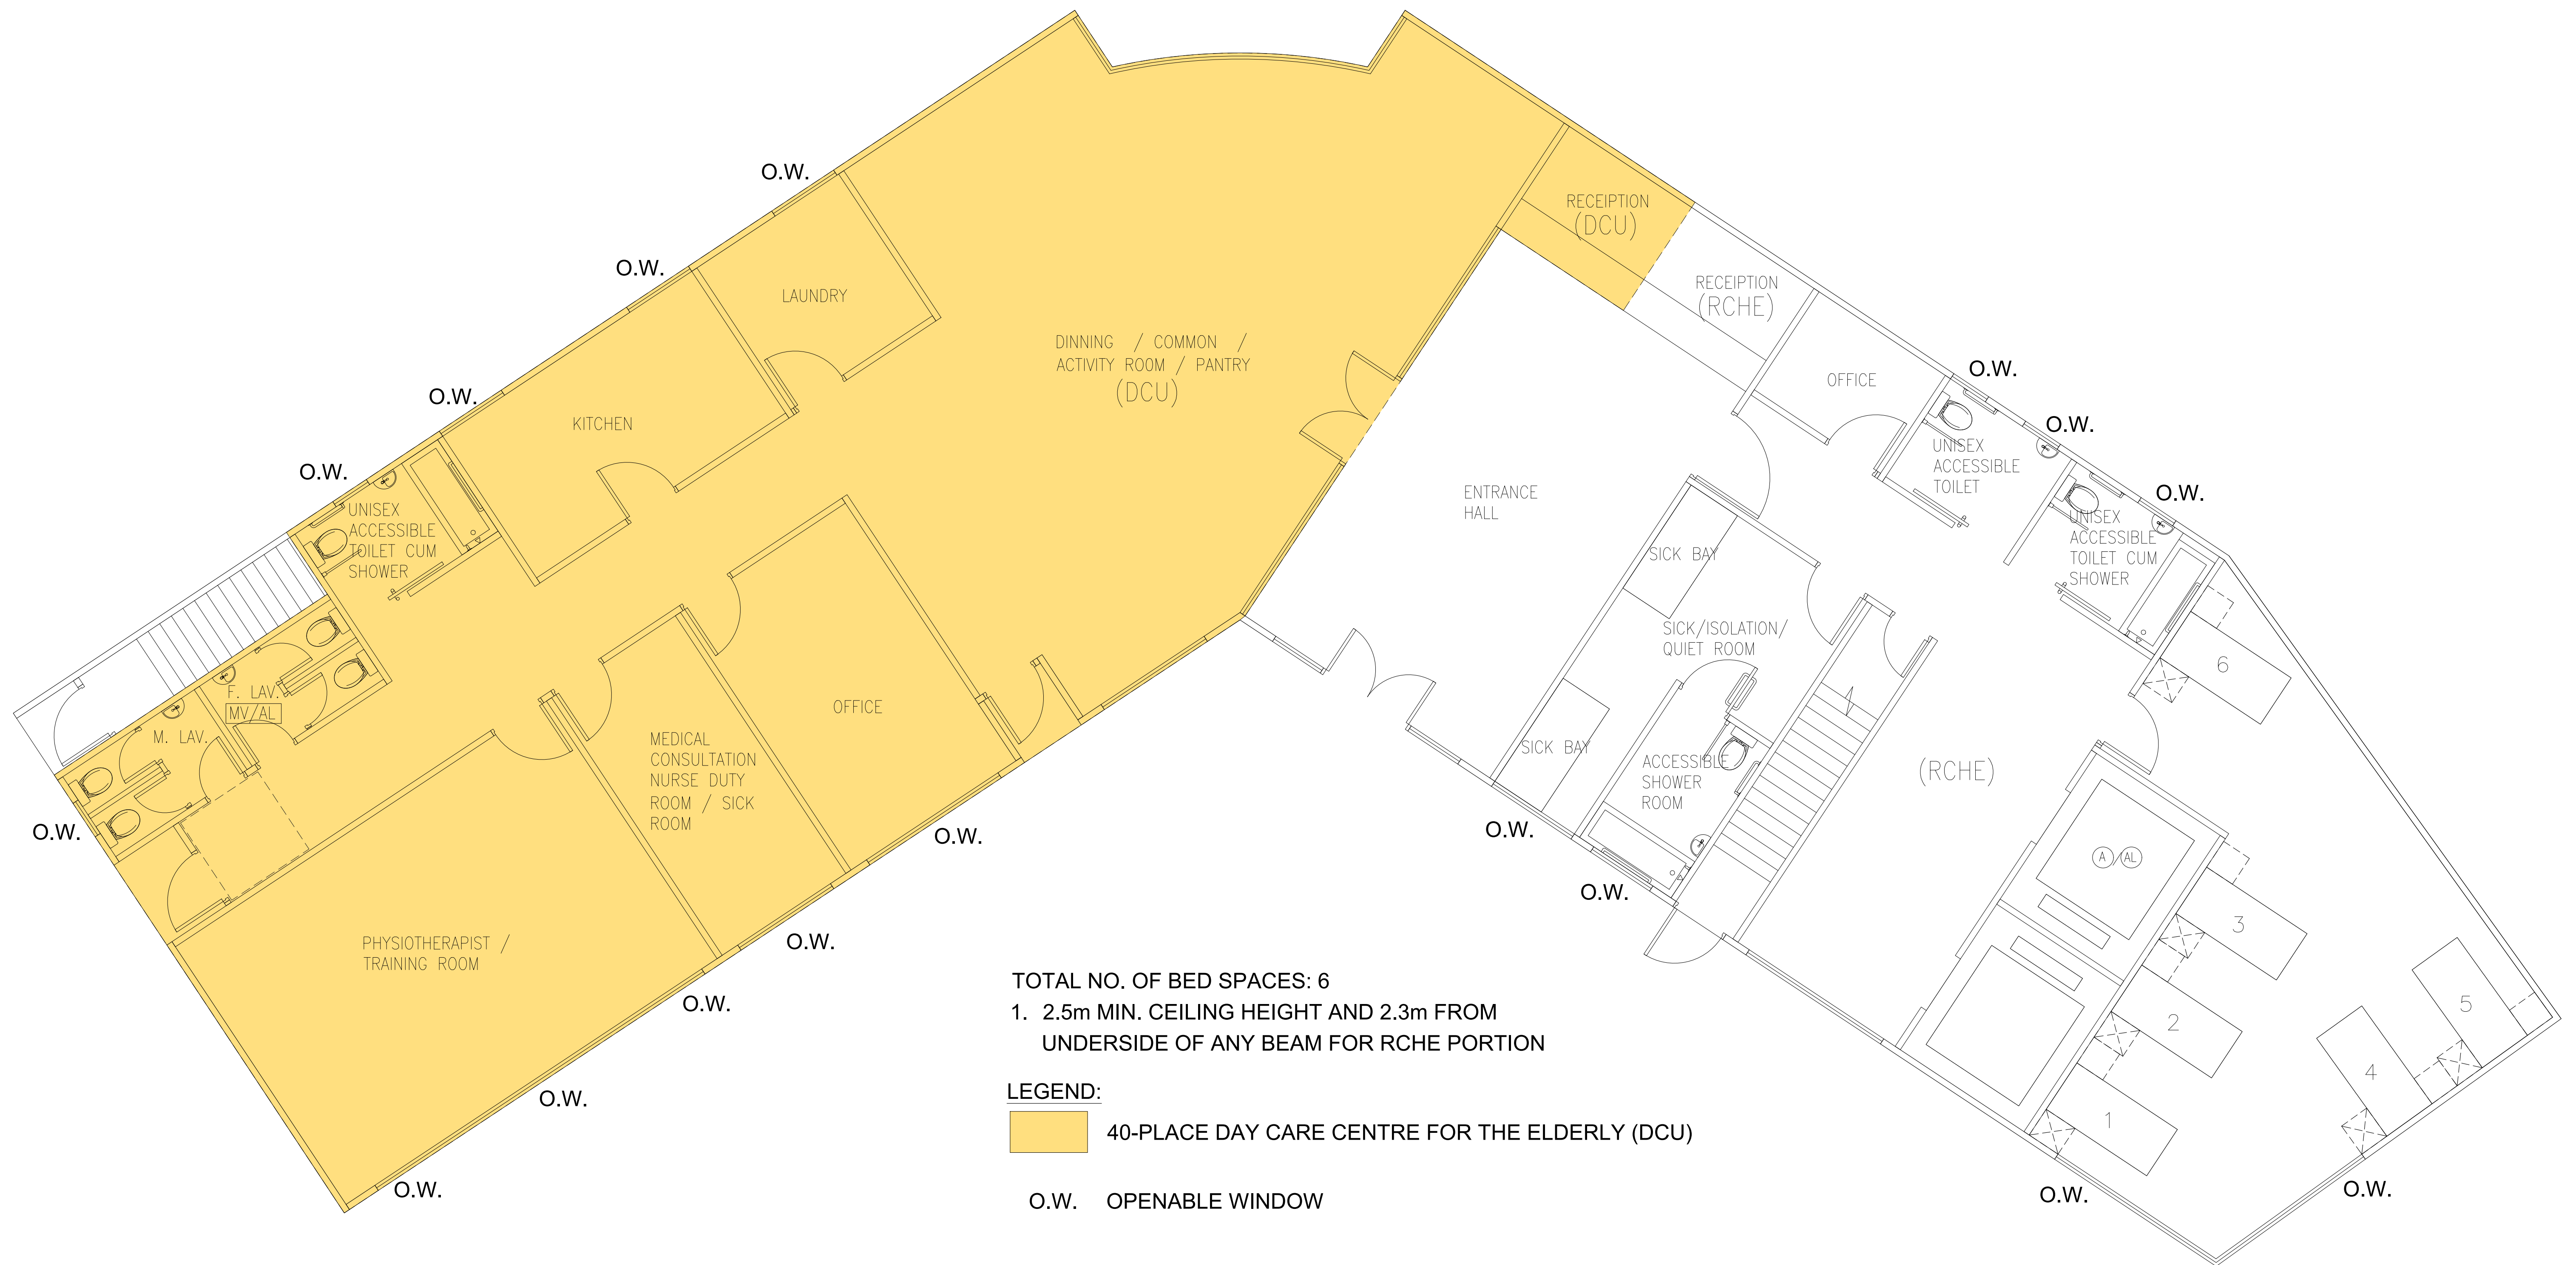 O.W.
O.W.
O.W.
O.W.
LAUNDRY
KITCHEN
DINNING / COMMON /
ACTIVITY ROOM / PANTRY
(DCU)
RECEIPTION
(DCU)
RECEIPTION
(RCHE)
OFFICE
O.W.
O.W.
O.W.
UNISEX
ACCESSIBLE
TOILET
UNISEX
ACCESSIBLE
TOILET CUM
SHOWER
UNISEX
ACCESSIBLE
TOILET CUM
SHOWER
ENTRANCE
HALL
SICK BAY
SICK/ISOLATION/
QUIET ROOM
SICK BAY
ACCESSIBLE
SHOWER
ROOM
F. LAV.
MV/AL
M. LAV.
OFFICE
MEDICAL
CONSULTATION
NURSE DUTY
ROOM / SICK
ROOM
PHYSIOTHERAPIST /
TRAINING ROOM
(RCHE)
A/AL
6
3
2
1
5
4
O.W.
O.W.
O.W.
O.W.
O.W.
O.W.
O.W.
O.W.
O.W.
O.W.
TOTAL NO. OF BED SPACES: 6
1. 2.5m MIN. CEILING HEIGHT AND 2.3m FROM
UNDERSIDE OF ANY BEAM FOR RCHE PORTION
LEGEND:
40-PLACE DAY CARE CENTRE FOR THE ELDERLY (DCU)
O.W. OPENABLE WINDOW